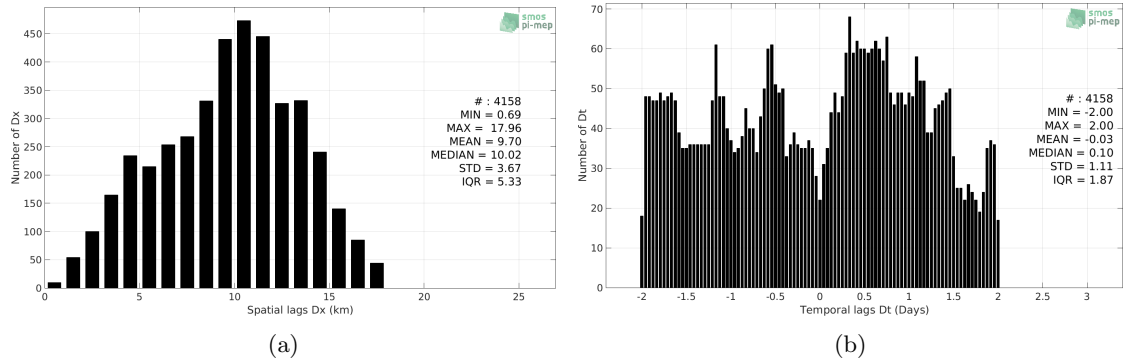 smos
pi-mep
450
400
350
300
250
200
150
100
50
0
Number of Dx
# : 4158
MIN = 0.69
MAX = 17.96
MEAN = 9.70
MEDIAN = 10.02
STD = 3.67
IQR = 5.33
0 5 10 15 20 25
Spatial lags Dx (km)
(a)
smos
pi-mep
70
60
50
40
30
20
10
0
Number of Dt
# : 4158
MIN = -2.00
MAX = 2.00
MEAN = -0.03
MEDIAN = 0.10
STD = 1.11
IQR = 1.87
-2 -1.5 -1 -0.5 0 0.5 1 1.5 2 2.5 3
Temporal lags Dt (Days)
(b)